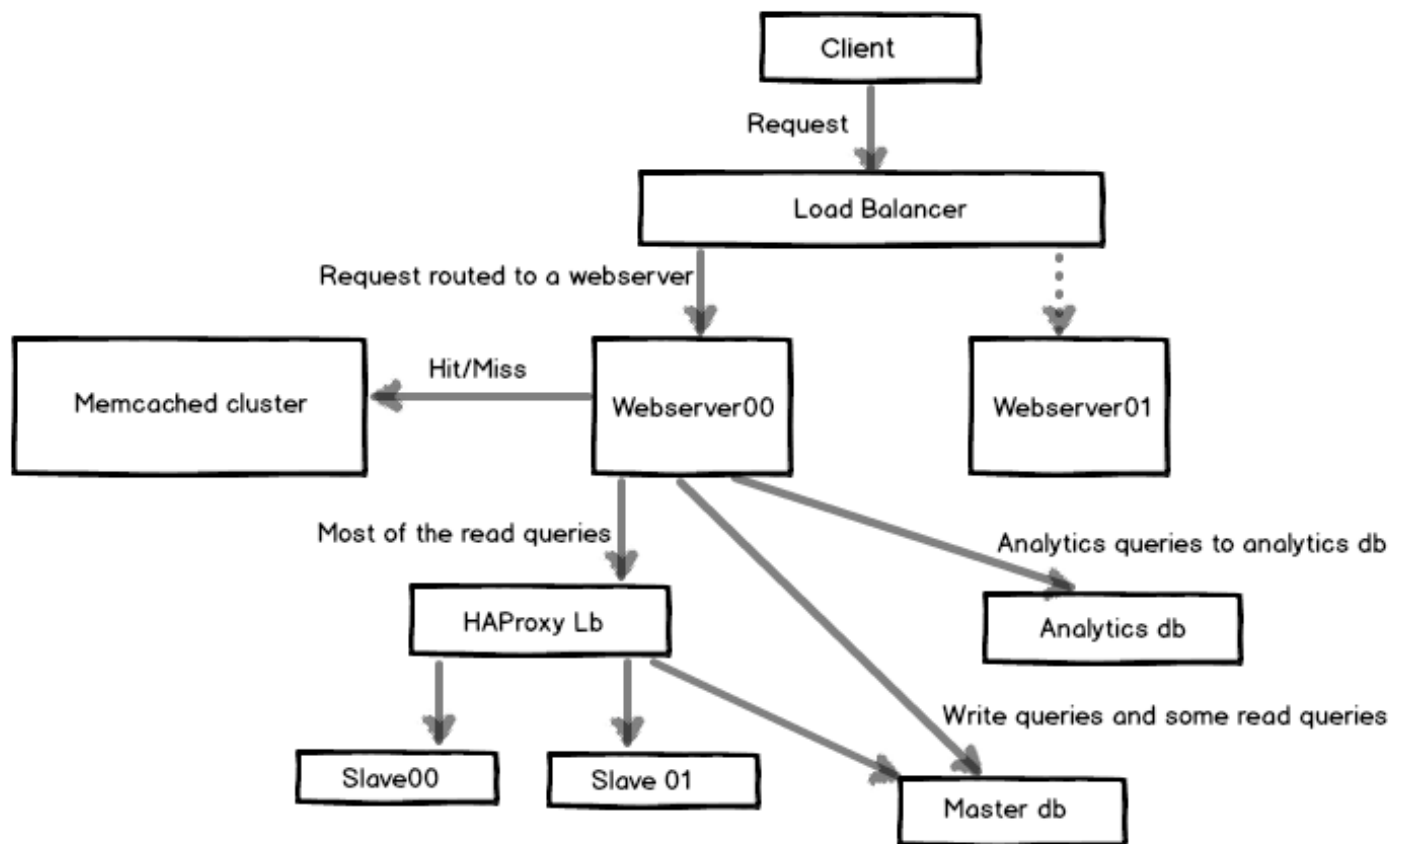 Client
Request
Load Balancer
Request routed to a webserver
Hit/Miss
Memcached cluster
Webserver00
Webserver01
Most of the read queries
Analytics queries to analytics db
HAProxy Lb
Analytics db
Write queries and some read queries
Slave00
Slave 01
Master db